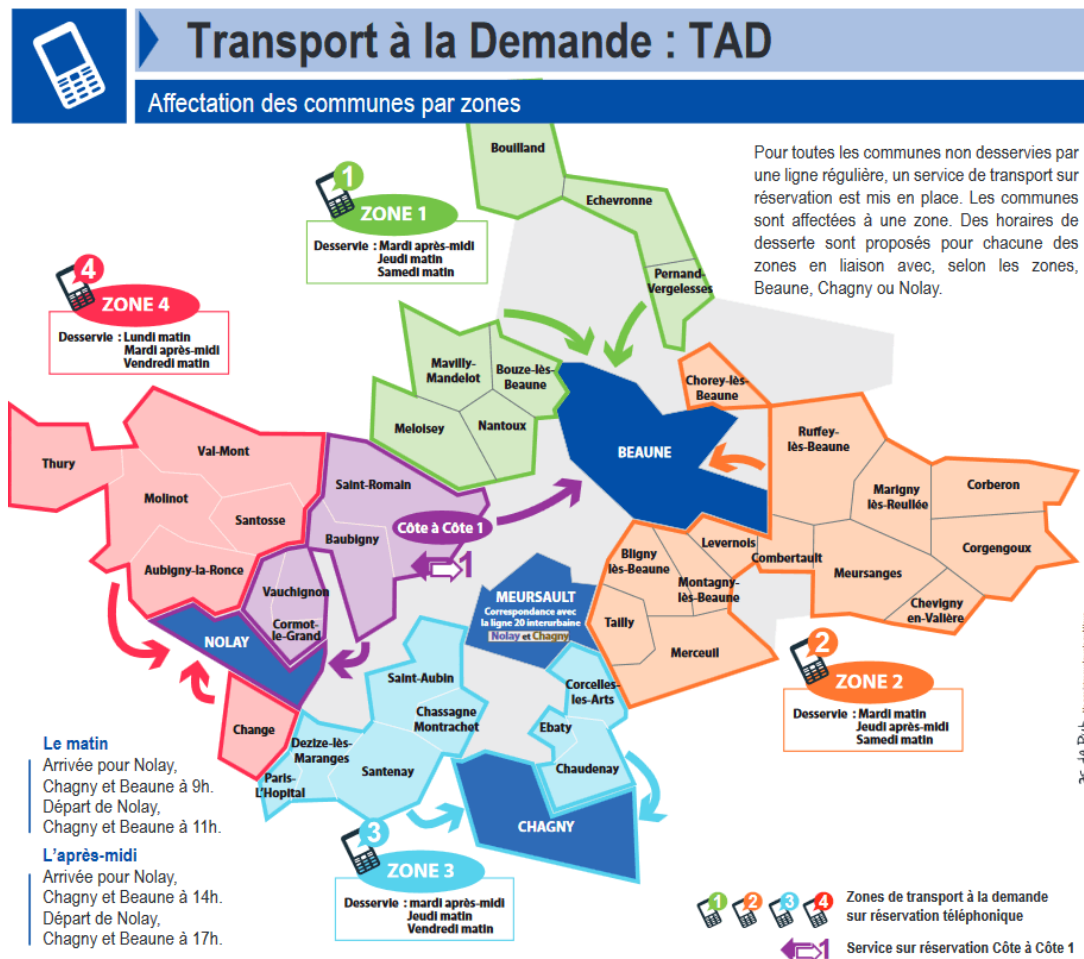 Transport à la Demande : TAD
Affectation des communes par zones
Pour toutes les communes non desservies par
une ligne régulière, un service de transport sur
réservation est mis en place. Les communes
sont affectées à une zone. Des horaires de
desserte sont proposés pour chacune des
zones en liaison avec, selon les zones,
Beaune, Chagny ou Nolay.
1
ZONE 1
Desservie : Mardi après-midi
Jeudi matin
Samedi matin
Bouilland
Echevronne
Pernand-
Vergelesses
4
ZONE 4
Desservie : Lundi matin
Mardi après-midi
Vendredi matin
Mavilly-
Mandelot
Bouze-lès-
Beaune
Meloisey
Nantoux
Chorey-lès-
Beaune
BEAUNE
Ruffey-
lès-Beaune
Marigny
lès-Reullée
Corberon
Corgengoux
Thury
Val-Mont
Molinot
Santosse
Aubigny-la-Ronce
Saint-Romain
Côte à Côte 1
Baubigny
1
Vauchignon
Cormot-
le-Grand
NOLAY
MEURSAULT
Correspondance avec
la ligne 20 interurbaine
Nolay et Chagny
Bligny
lès-Beaune
Levernois
Combertault
Montagny-
lès-Beaune
Meursanges
Chevigny
en-Valière
Tailly
Merceuil
2
ZONE 2
Desservie : Mardi matin
Jeudi après-midi
Samedi matin
Saint-Aubin
Chassagne
Montrachet
Corcelles-
les-Arts
Ebaty
Chaudenay
Change
Dezize-lès-
Maranges
Paris-
L'Hopital
Santenay
CHAGNY
Le matin
Arrivée pour Nolay,
Chagny et Beaune à 9h.
Départ de Nolay,
Chagny et Beaune à 11h.
L'après-midi
Arrivée pour Nolay,
Chagny et Beaune à 14h.
Départ de Nolay,
Chagny et Beaune à 17h.
3
ZONE 3
Desservie : mardi après-midi
Jeudi matin
Vendredi matin
1 2 3 4
Zones de transport à la demande
sur réservation téléphonique
1
Service sur réservation Côte à Côte 1